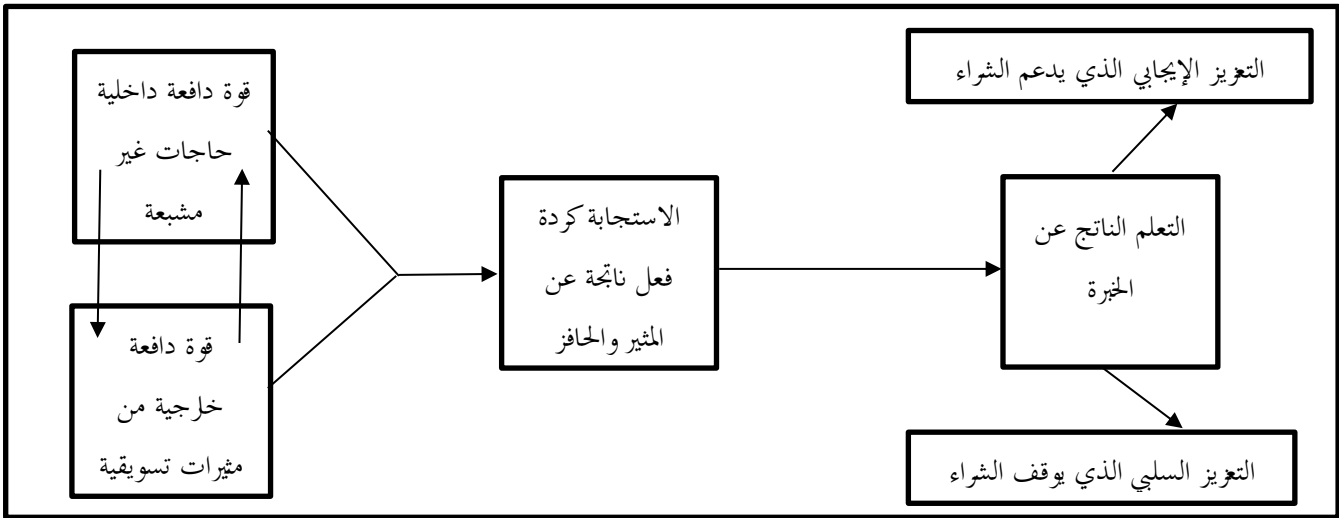 قوة دافعة داخلية
حاجات غير
مشبعة
قوة دافعة
خارجية من
مثيرات تسويقية
الاستجابة كردة
فعل ناتجة عن
المثير والحافز
التعلم الناتج عن
الخبرة
التعزيز الإيجابي الذي يدعم الشراء
التعزيز السلبي الذي يوقف الشراء